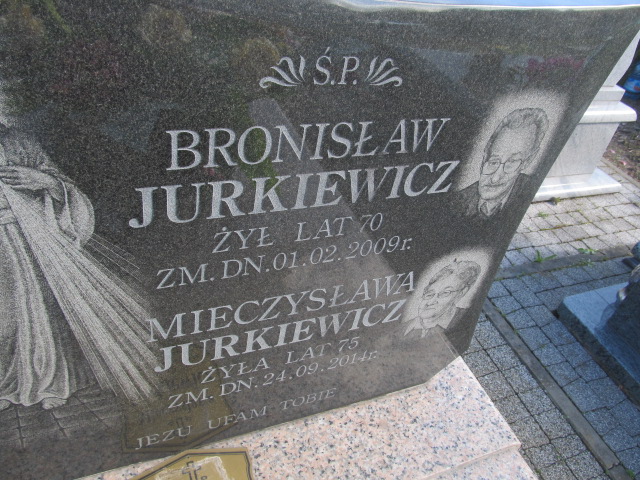 Ś.P.
BRONISŁAW
JURKIEWICZ
ŻYŁ LAT 70
ZM. DN. 01.02.2009r.
MIECZYSŁAWA
JURKIEWICZ
ŻYŁA LAT 75
ZM. DN. 24.09.2014r.
JEZU UFAM TOBIE